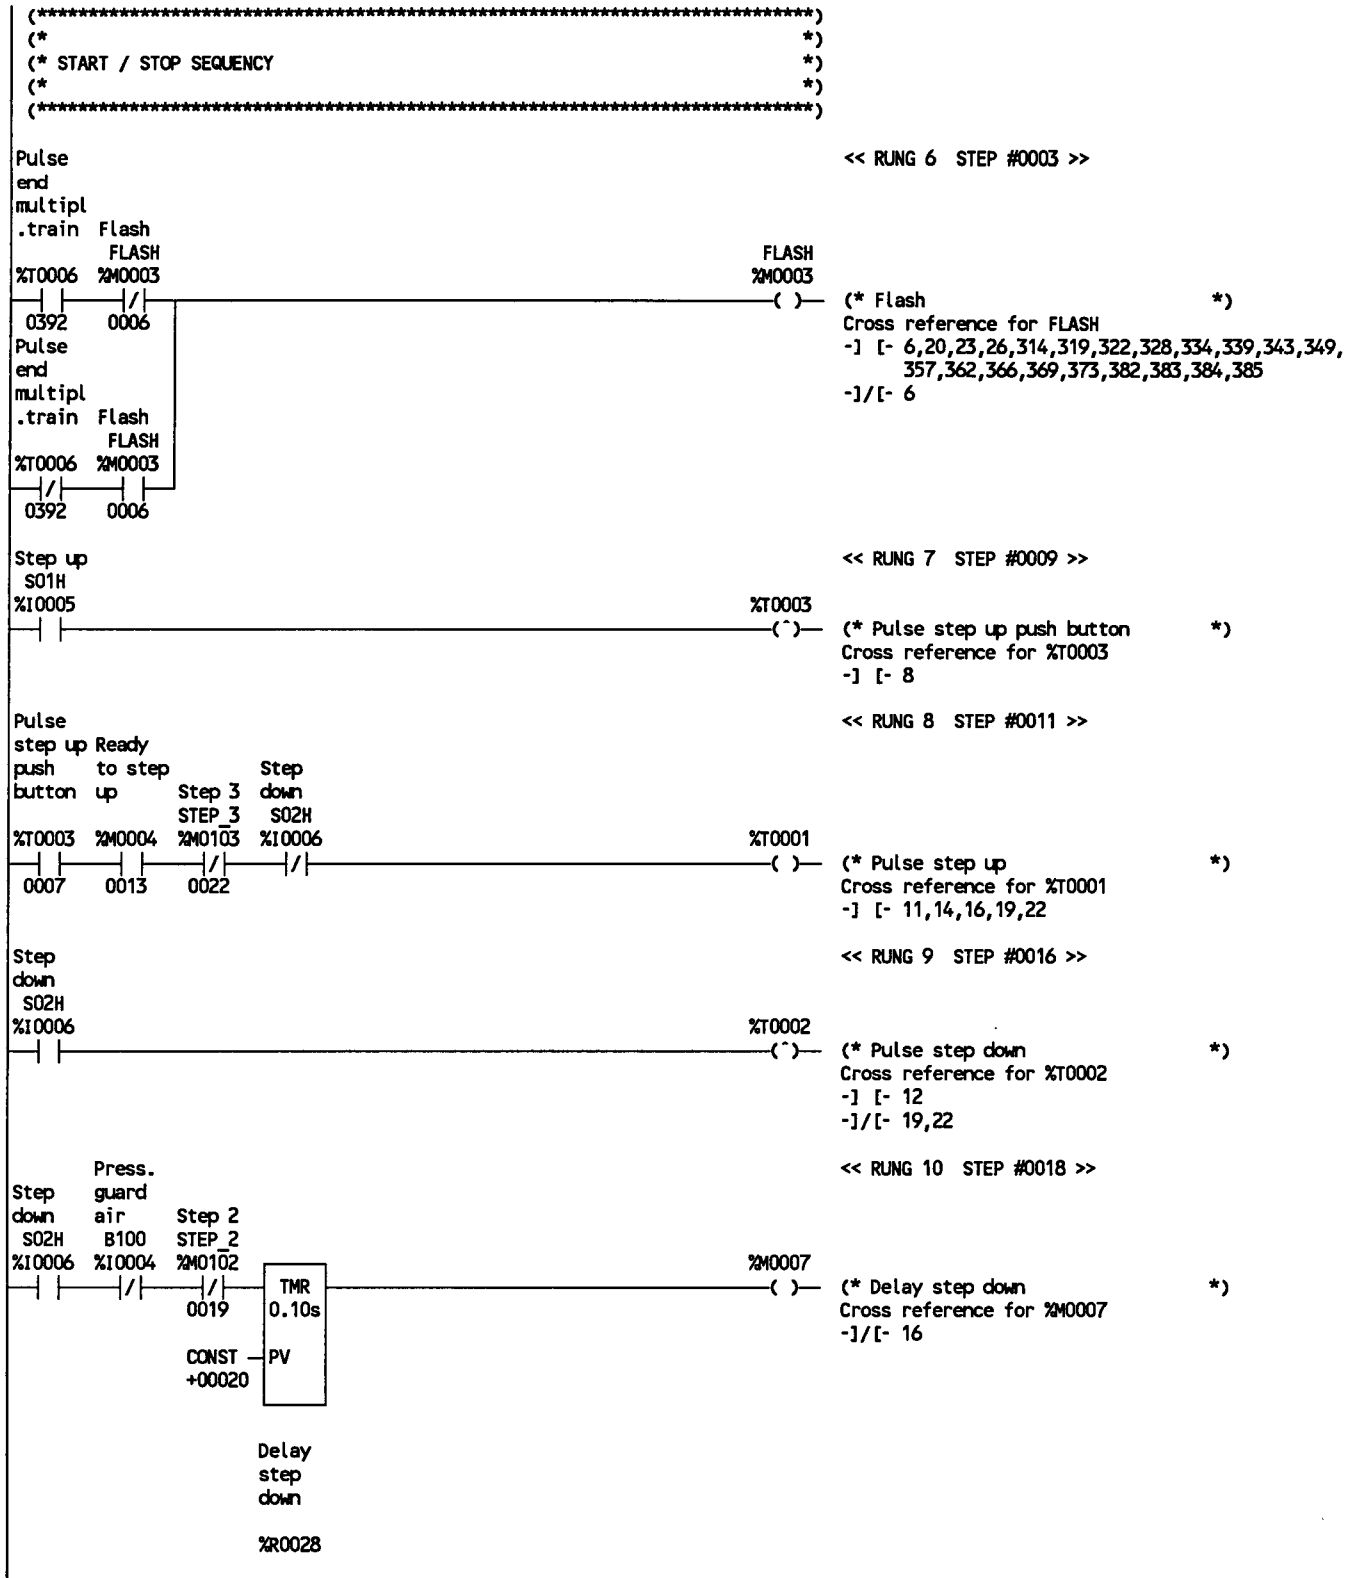 (***************************************************************************)
(* *)
(* START / STOP SEQUENCY *)
(* *)
(***************************************************************************)
Pulse << RUNG 6 STEP #0003 >>
end
multipl
.train Flash
FLASH FLASH
%T0006 %M0003 %M0003
( ) (* Flash *)
0392 0006 Cross reference for FLASH
Pulse -] [- 6,20,23,26,314,319,322,328,334,339,343,349,
end 357,362,366,369,373,382,383,384,385
multipl -]/[- 6
.train Flash
FLASH
%T0006 %M0003
0392 0006
Step up << RUNG 7 STEP #0009 >>
S01H
%I0005 %T0003
(^) (* Pulse step up push button *)
Cross reference for %T0003
-] [- 8
Pulse << RUNG 8 STEP #0011 >>
step up Ready
push to step Step
button up Step 3 down
STEP_3 S02H
%T0003 %M0004 %M0103 %I0006 %T0001
( ) (* Pulse step up *)
0007 0013 0022 Cross reference for %T0001
-] [- 11,14,16,19,22
Step << RUNG 9 STEP #0016 >>
down
S02H
%I0006 %T0002
(^) (* Pulse step down *)
Cross reference for %T0002
-] [- 12
-]/[- 19,22
Press. << RUNG 10 STEP #0018 >>
Step guard
down air Step 2
S02H B100 STEP_2
%I0006 %I0004 %M0102 %M0007
TMR ( ) (* Delay step down *)
0019 0.10s Cross reference for %M0007
-]/[- 16
CONST PV
+00020
Delay
step
down
%R0028